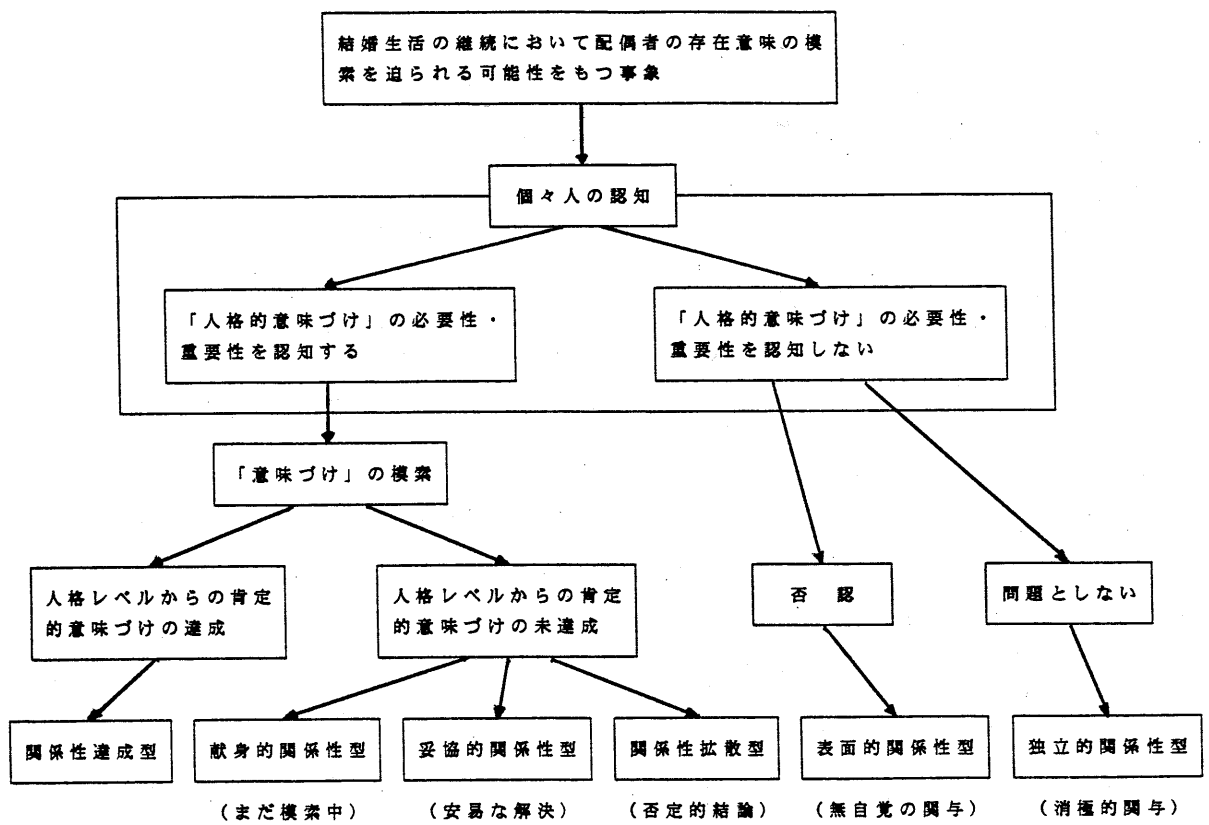 結婚生活の継続において配偶者の存在意味の模
索を迫られる可能性をもつ事象
個々人の認知
「人格的意味づけ」の必要性・
重要性を認知する
「人格的意味づけ」の必要性・
重要性を認知しない
「意味づけ」の模索
人格レベルからの肯定
的意味づけの達成
人格レベルからの肯定
的意味づけの未達成
否 認
問題としない
関係性達成型
献身的関係性型
妥協的関係性型
関係性拡散型
表面的関係性型
独立的関係性型
(まだ模索中)
(安易な解決)
(否定的結論)
(無自覚の関与)
(消極的関与)